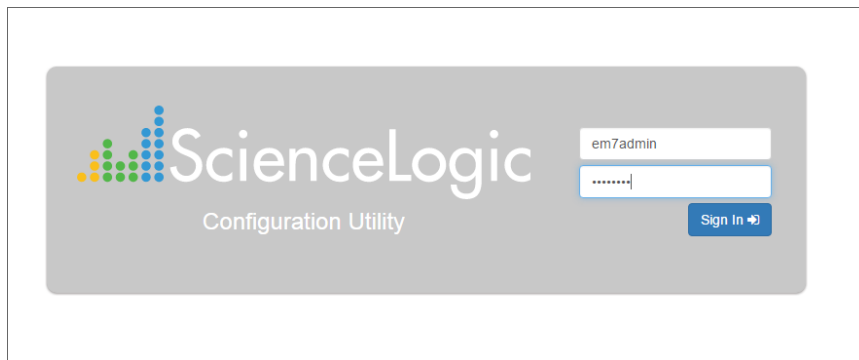 ScienceLogic
Configuration Utility
em7admin
••••••••
Sign In